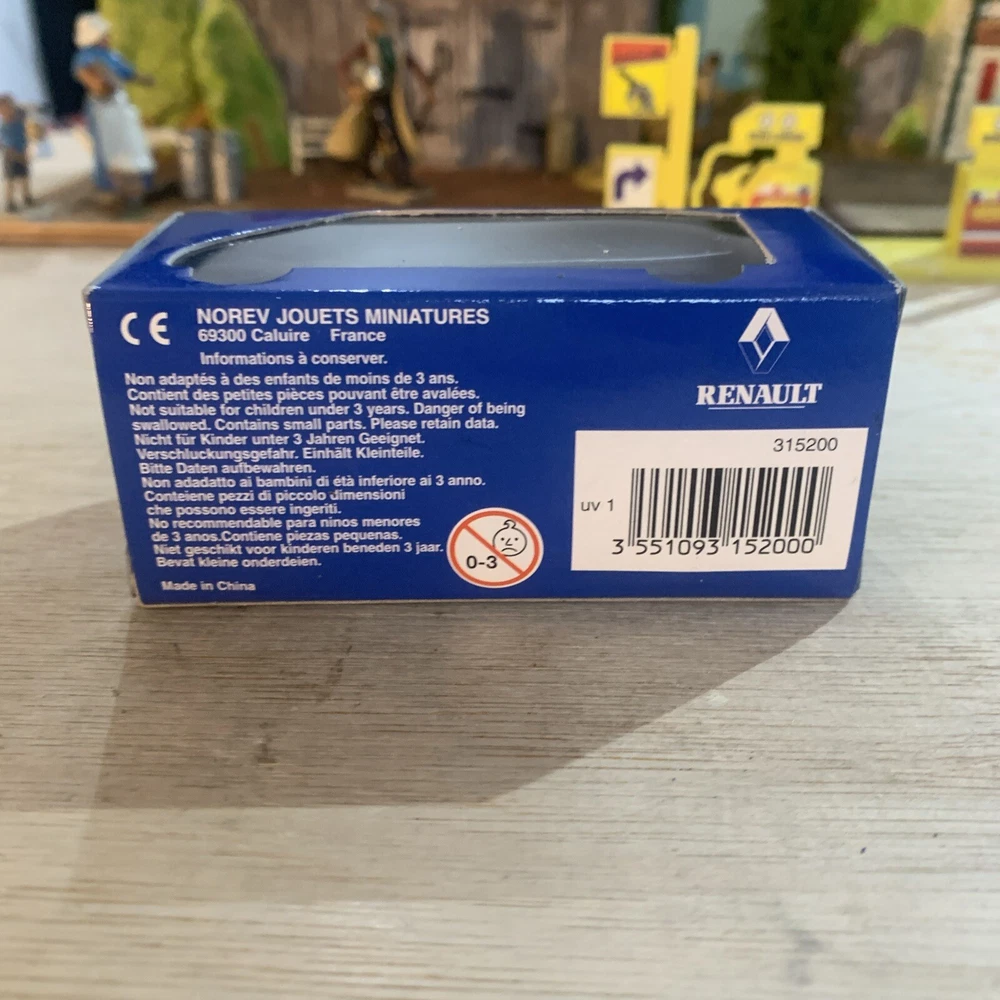 CE
NOREV JOUETS MINIATURES
69300 Caluire France
Informations à conserver.
Non adaptés à des enfants de moins de 3 ans.
Contient des petites pièces pouvant être avalées.
Not suitable for children under 3 years. Danger of being
swallowed. Contains small parts. Please retain data.
Nicht für Kinder unter 3 Jahren Geeignet.
Verschluckungsgefahr. Einhält Kleinteile.
Bitte Daten aufbewahren.
Non adadatto ai bambini di étà inferiore ai 3 anno.
Conteiene pezzi di piccolo dimensioni
che possono essere ingeriti.
No recommendable para ninos menores
de 3 anos.Contiene piezas pequenas.
Niet geschikt voor kinderen beneden 3 jaar.
Bevat kleine onderdeien.
Made in China
0-3
RENAULT
315200
uv 1
3 551093 152000